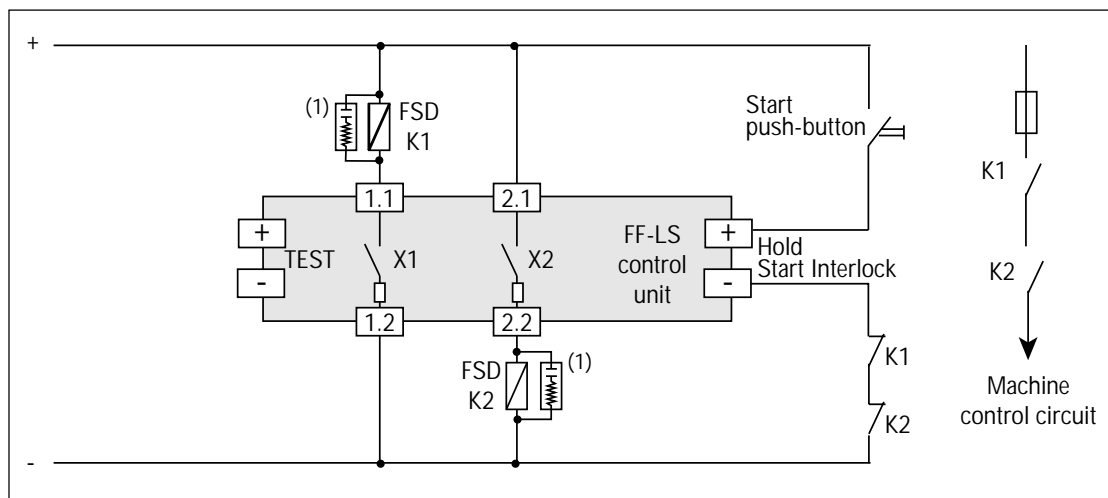 +
(1)
FSD
K1
Start
push-button
K1
1.1
2.1
+
TEST
-
X1
X2
FF-LS
control
unit
+
-
Hold
Start Interlock
K2
1.2
2.2
FSD
K2
(1)
K1
K2
Machine
control circuit
-